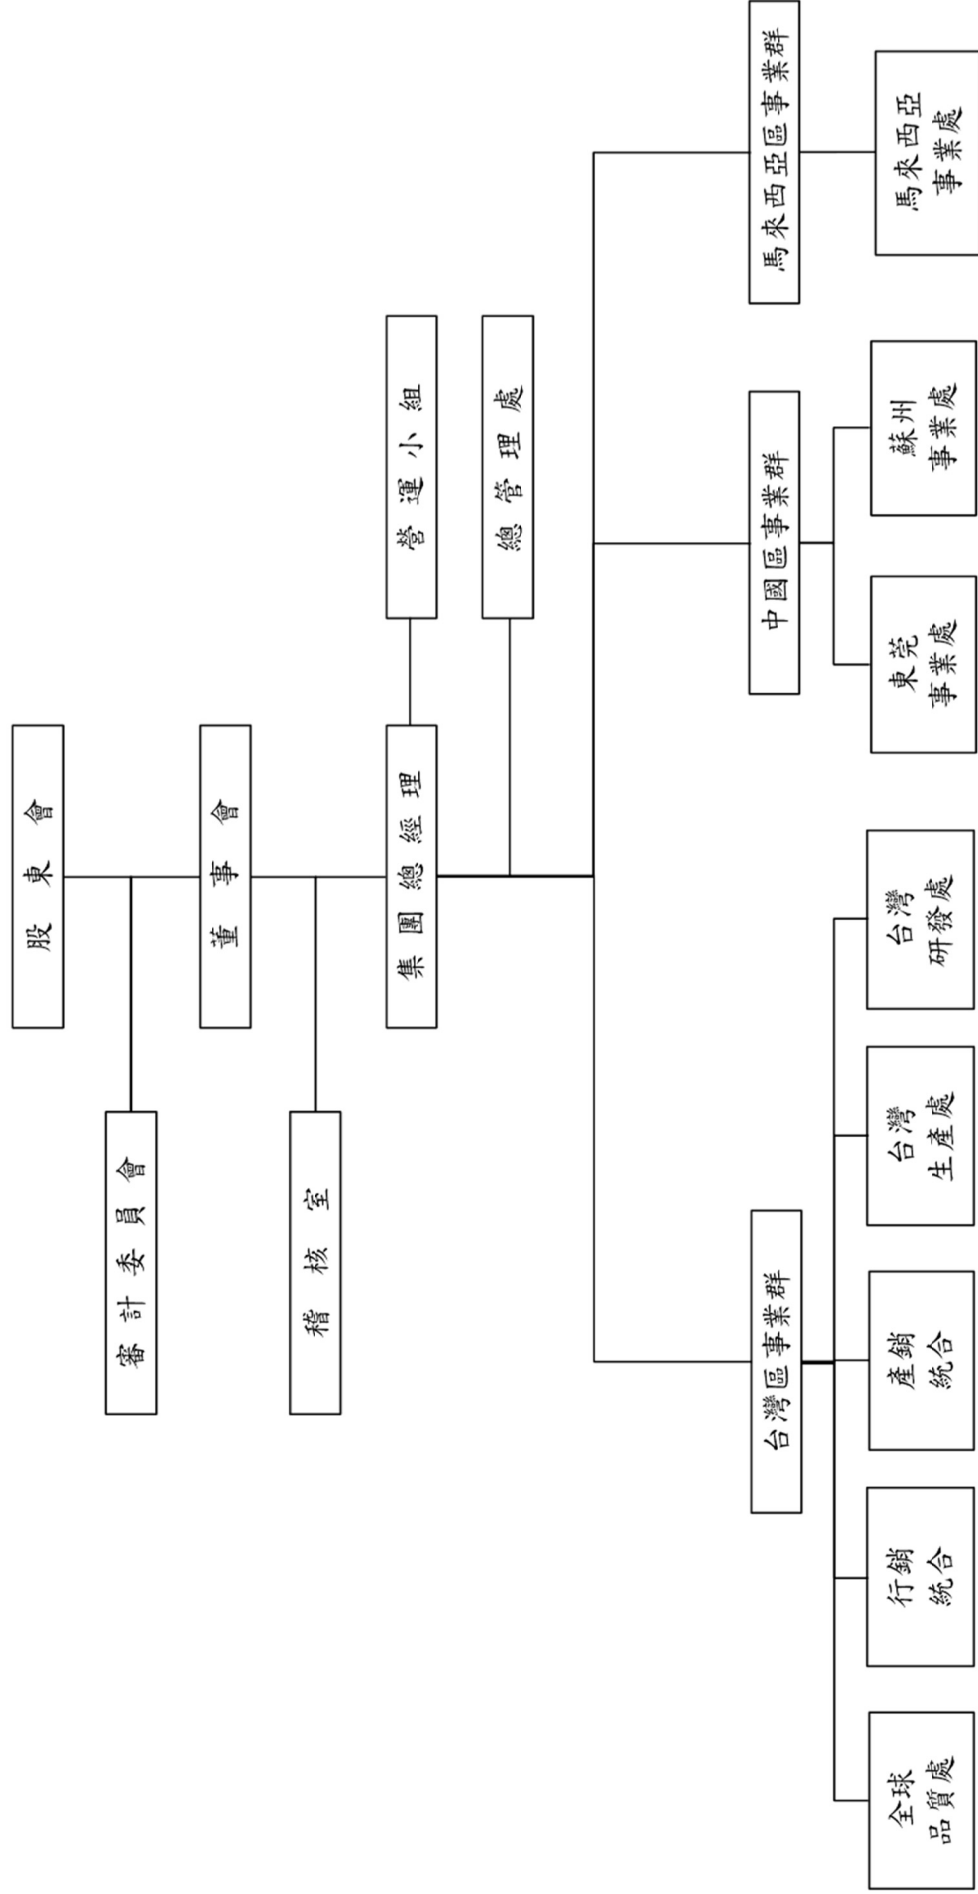 股東會
審計委員會
董事會
稽核室
集團總經理
營運小組
總管理處
台灣區事業群
中國區事業群
馬來西亞區事業群
全球
品質處
行銷
統合
產銷
統合
台灣
生產處
台灣
研發處
東莞
事業處
蘇州
事業處
馬來西亞
事業處